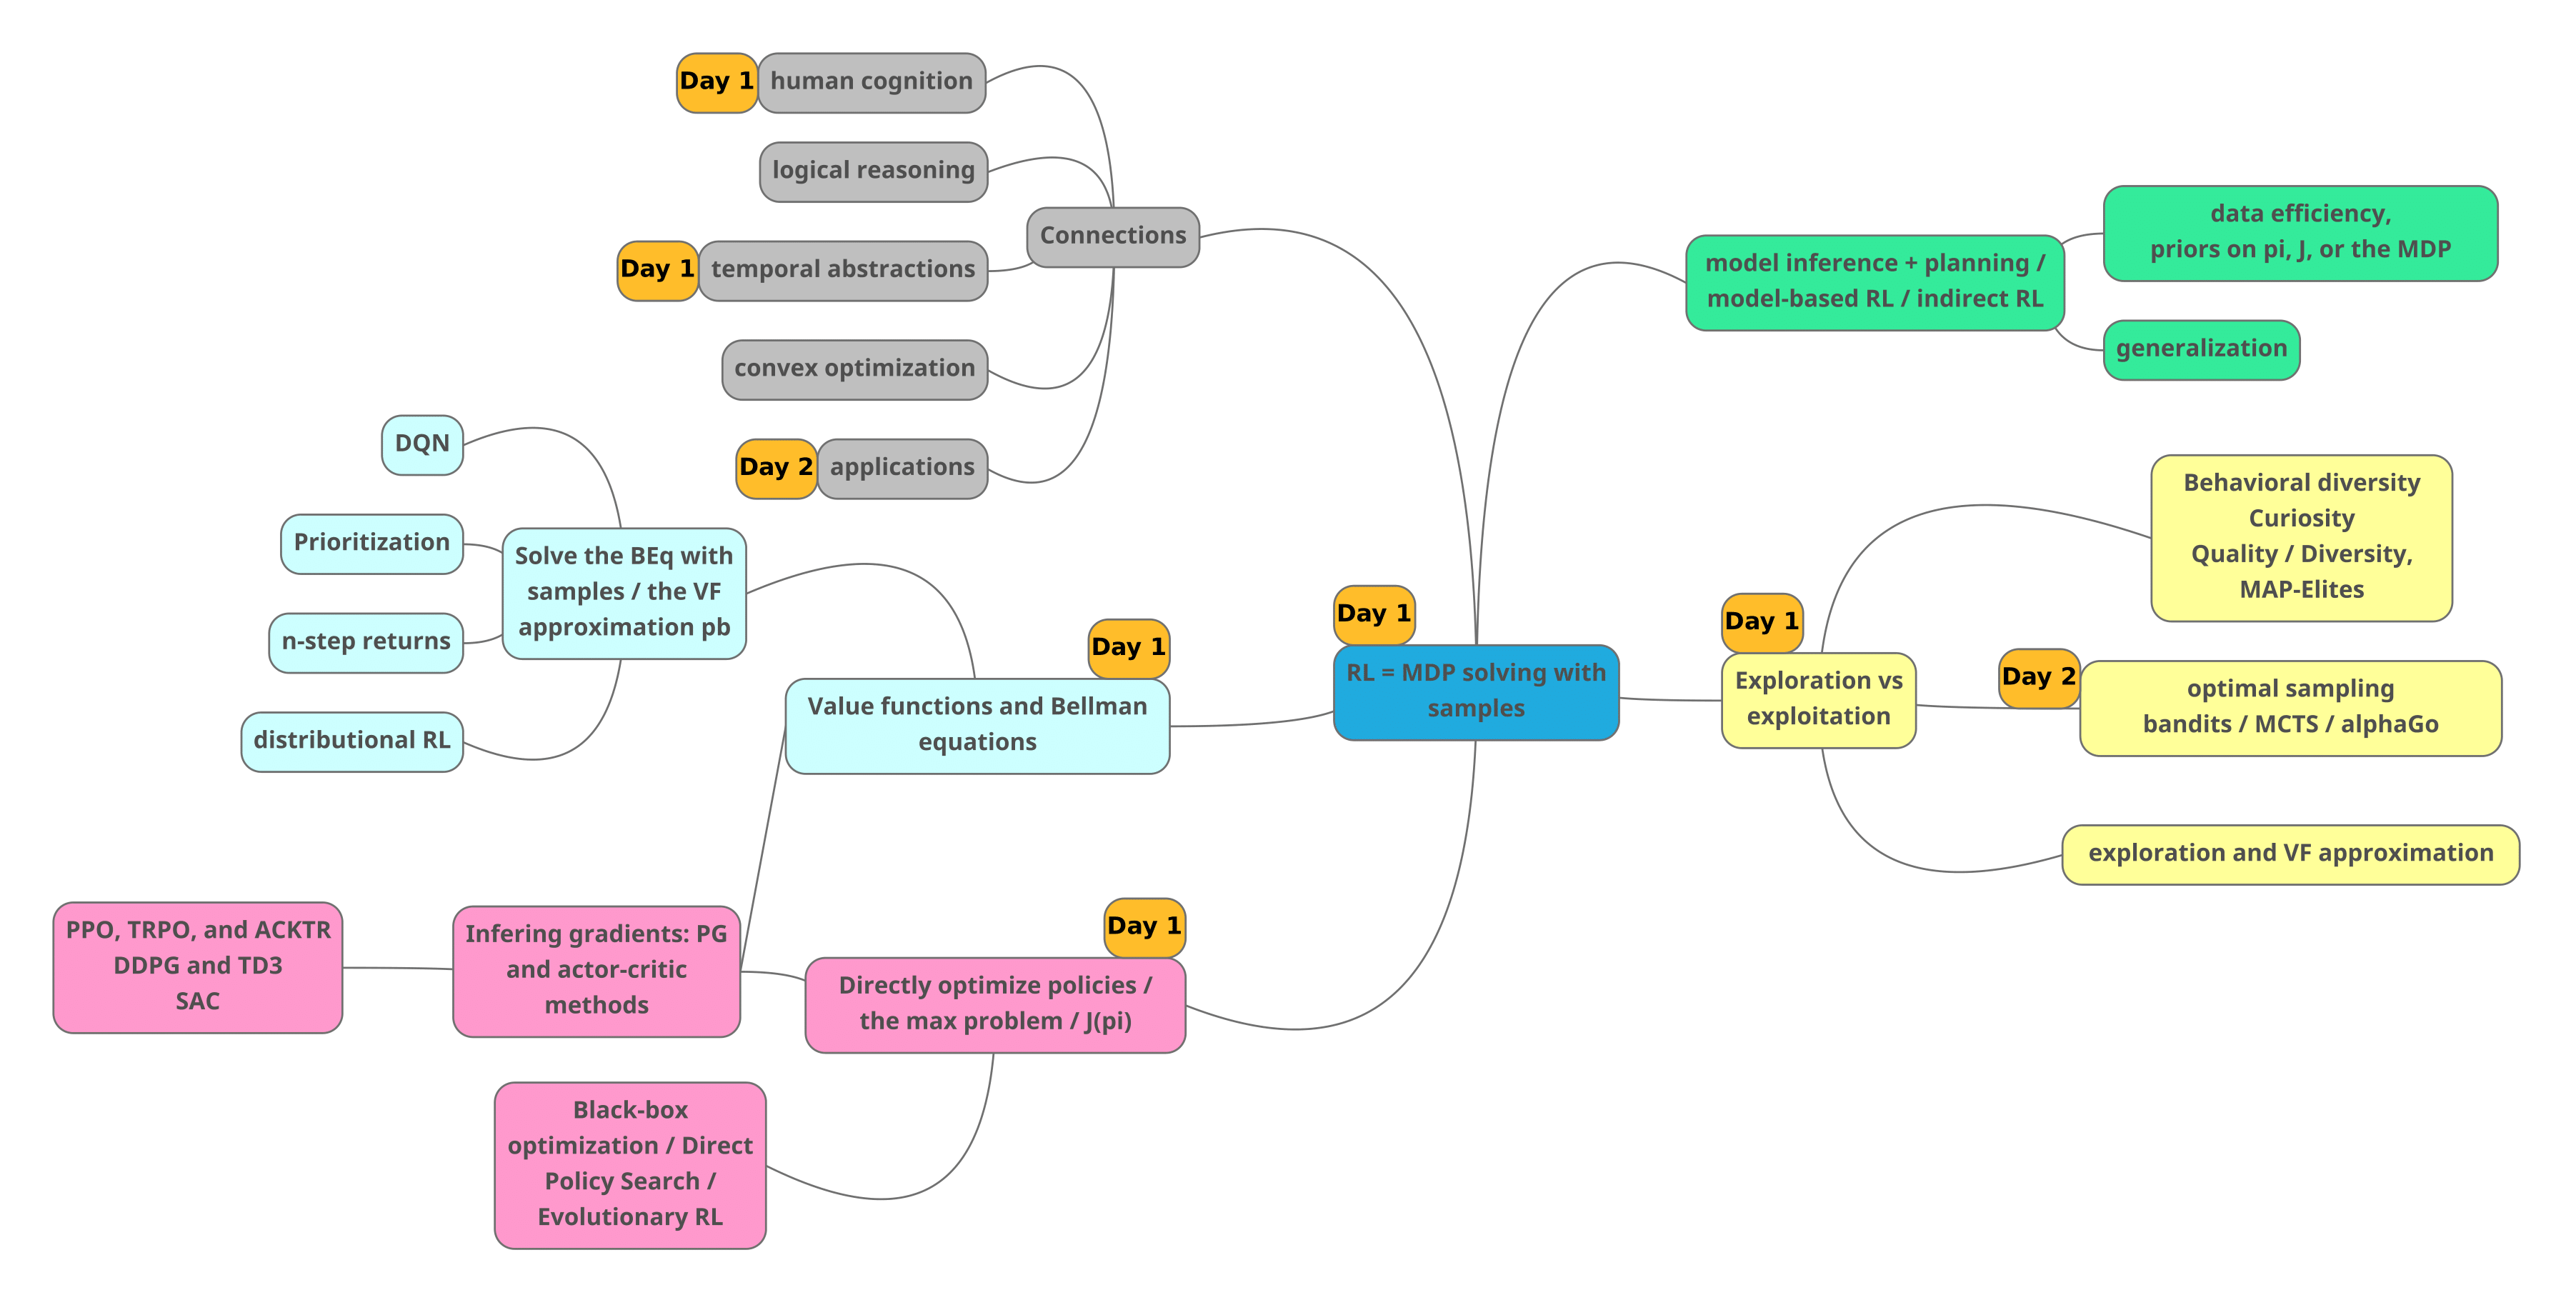 Day 1
human cognition
logical reasoning
Day 1
temporal abstractions
convex optimization
Day 2
applications
Connections
DQN
Prioritization
n-step returns
distributional RL
Solve the BEq with
samples / the VF
approximation pb
Day 1
Value functions and Bellman
equations
PPO, TRPO, and ACKTR
DDPG and TD3
SAC
Infering gradients: PG
and actor-critic
methods
Day 1
Directly optimize policies /
the max problem / J(pi)
Black-box
optimization / Direct
Policy Search /
Evolutionary RL
Day 1
RL = MDP solving with
samples
model inference + planning /
model-based RL / indirect RL
data efficiency,
priors on pi, J, or the MDP
generalization
Day 1
Exploration vs
exploitation
Behavioral diversity
Curiosity
Quality / Diversity,
MAP-Elites
Day 2
optimal sampling
bandits / MCTS / alphaGo
exploration and VF approximation